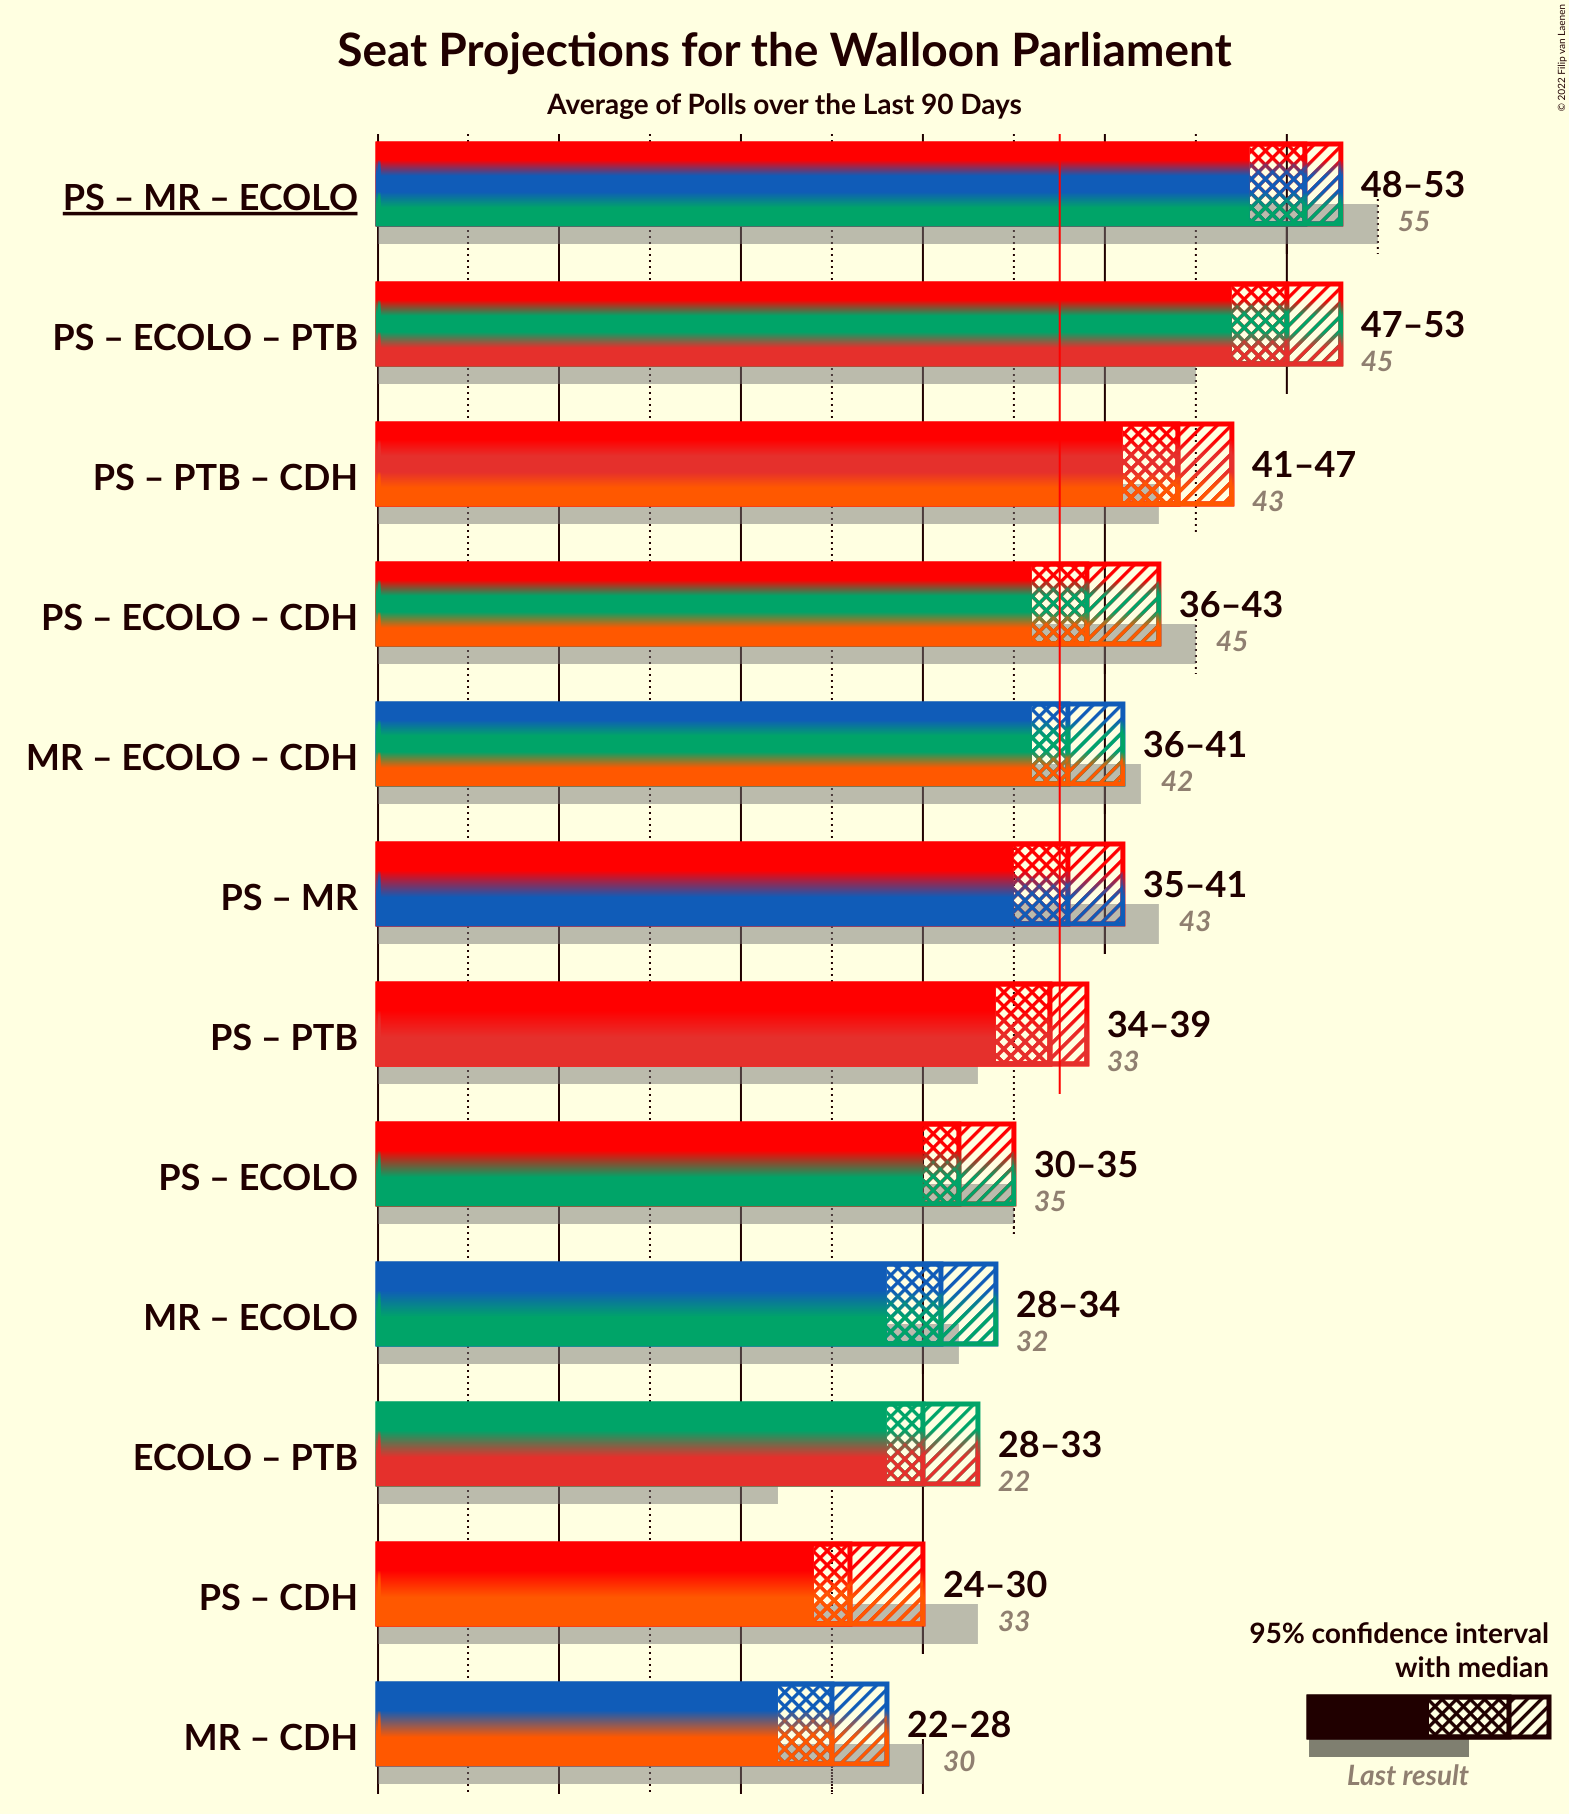 Seat Projections for the Walloon Parliament
Average of Polls over the Last 90 Days
© 2022 Filip van Laenen
PS – MR – ECOLO
48–53
55
PS – ECOLO – PTB
47–53
45
PS – PTB – CDH
41–47
43
PS – ECOLO – CDH
36–43
45
MR – ECOLO – CDH
36–41
42
PS – MR
35–41
43
PS – PTB
34–39
33
PS – ECOLO
30–35
35
MR – ECOLO
28–34
32
ECOLO – PTB
28–33
22
PS – CDH
24–30
33
MR – CDH
22–28
30
95% confidence interval
with median
Last result